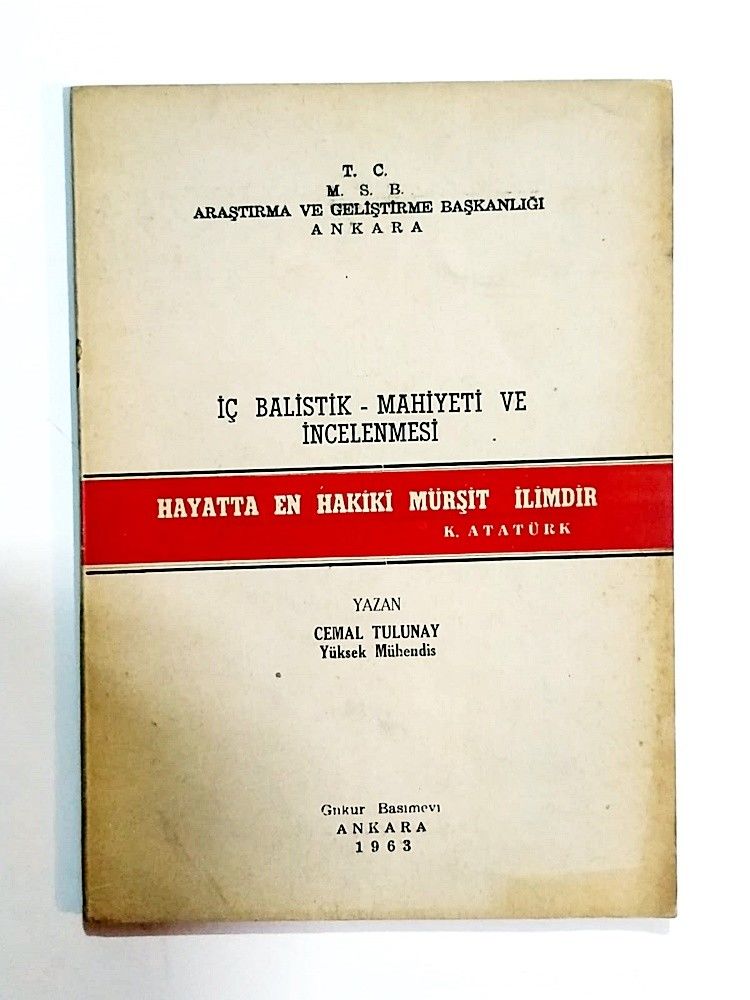 T. C.
M. S. B.
ARAŞTIRMA VE GELİŞTİRME BAŞKANLIĞI
ANKARA
İÇ BALİSTİK - MAHİYETİ VE
İNCELENMESİ
HAYATTA EN HAKİKİ MÜRŞİT İLİMDİR
K. ATATÜRK
YAZAN
CEMAL TULUNAY
Yüksek Mühendis
Basımevi
ANKARA
1963